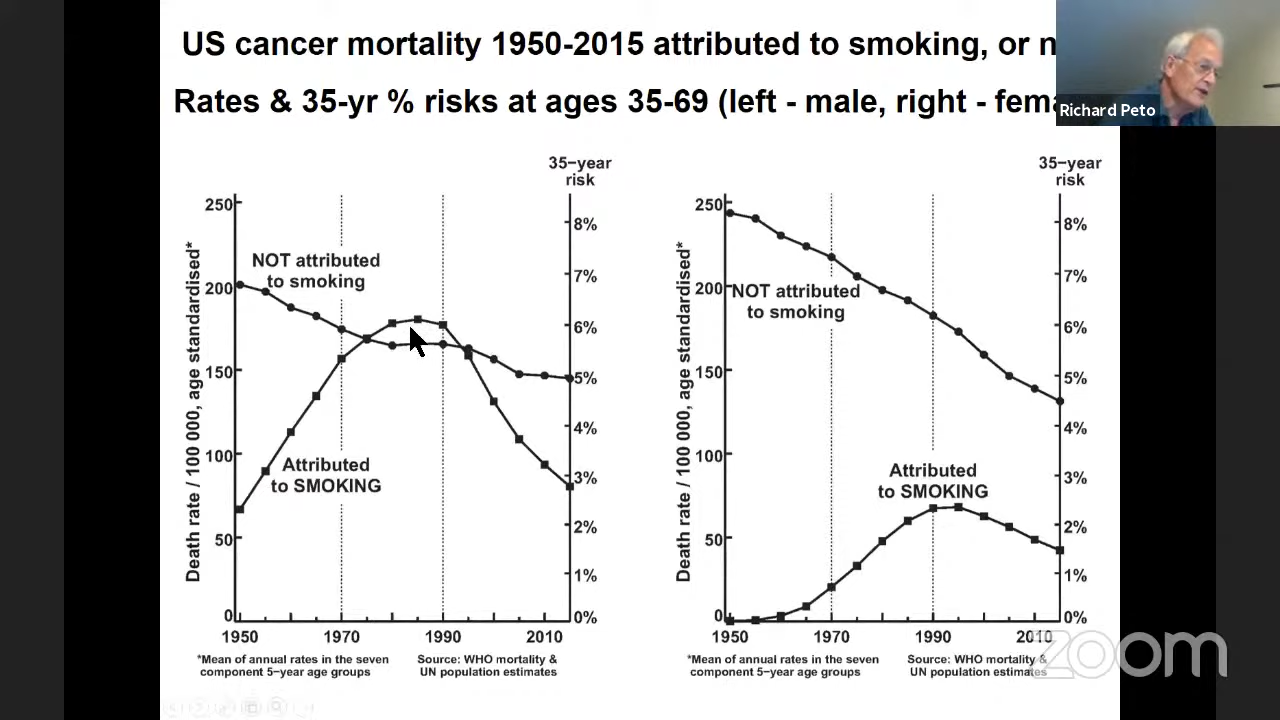 US cancer mortality 1950-2015 attributed to smoking, or n
Rates & 35-yr % risks at ages 35-69 (left - male, right - fema
Richard Peto
35−year
risk
250
200
150
100
50
0
Death rate / 100 000, age standardised*
NOT attributed
to smoking
Attributed
to SMOKING
8%
7%
6%
5%
4%
3%
2%
1%
0%
1950 1970 1990 2010
*Mean of annual rates in the seven
component 5−year age groups
Source: WHO mortality &
UN population estimates
35−year
risk
250
200
150
100
50
0
Death rate / 100 000, age standardised*
NOT attributed
to smoking
Attributed
to SMOKING
8%
7%
6%
5%
4%
3%
2%
1%
0%
1950 1970 1990 2010
*Mean of annual rates in the seven
component 5−year age groups
Source: WHO mortality &
UN population estimates
zoom